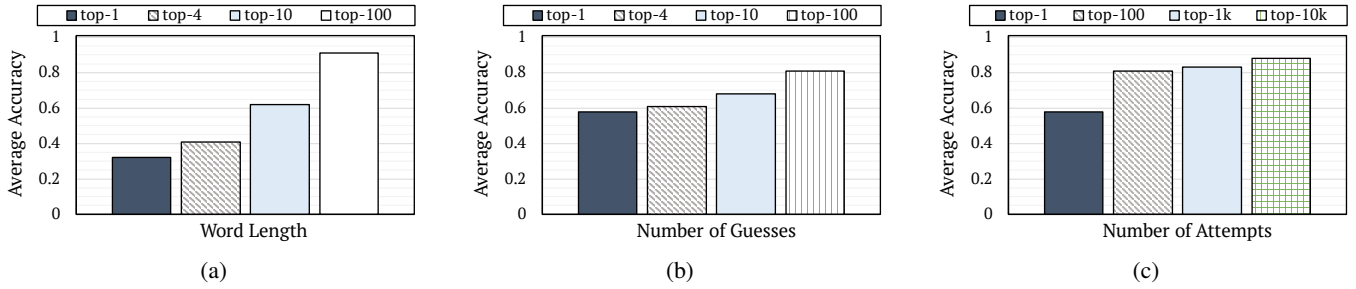 top-1 top-4 top-10 top-100
Average Accuracy
1
0.8
0.6
0.4
0.2
0
Word Length
(a)
top-1 top-4 top-10 top-100
Average Accuracy
1
0.8
0.6
0.4
0.2
0
Number of Guesses
(b)
top-1 top-100 top-1k top-10k
Average Accuracy
1
0.8
0.6
0.4
0.2
0
Number of Attempts
(c)